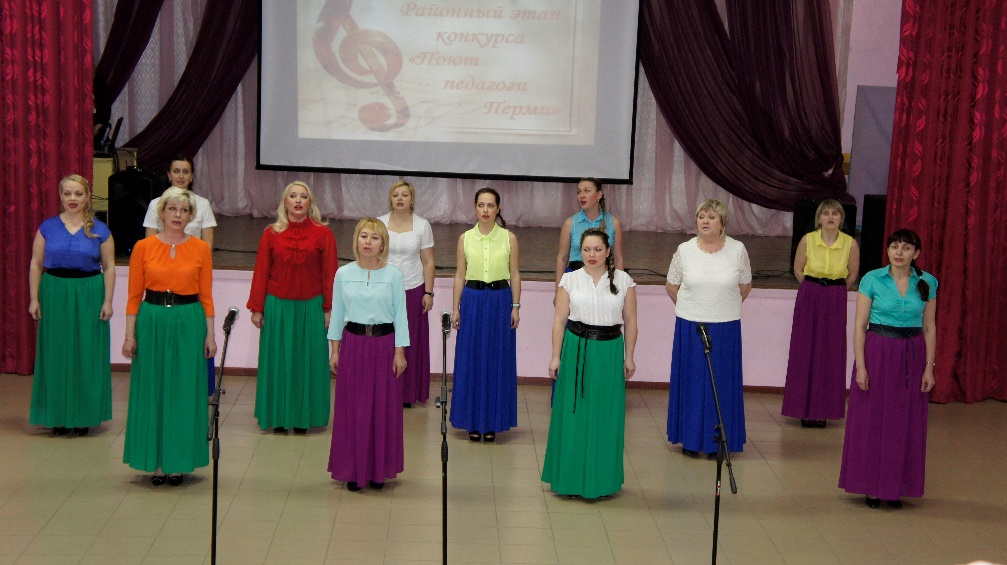 Районный этап
конкурса
«Поют
педагоги
Перми»